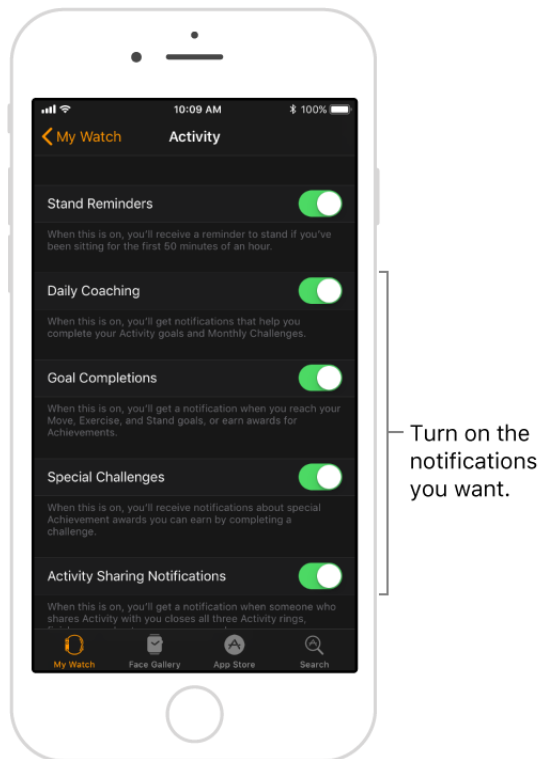 10:09 AM
100%
My Watch
Activity
Stand Reminders
When this is on, you'll receive a reminder to stand if you've
been sitting for the first 50 minutes of an hour.
Daily Coaching
When this is on, you'll get notifications that help you
complete your Activity goals and Monthly Challenges.
Goal Completions
When this is on, you'll get a notification when you reach your
Move, Exercise, and Stand goals, or earn awards for
Achievements.
Special Challenges
When this is on, you'll receive notifications about special
Achievement awards you can earn by completing a
challenge.
Activity Sharing Notifications
When this is on, you'll get a notification when someone who
shares Activity with you closes all three Activity rings,
My Watch
Face Gallery
App Store
Search
Turn on the
notifications
you want.